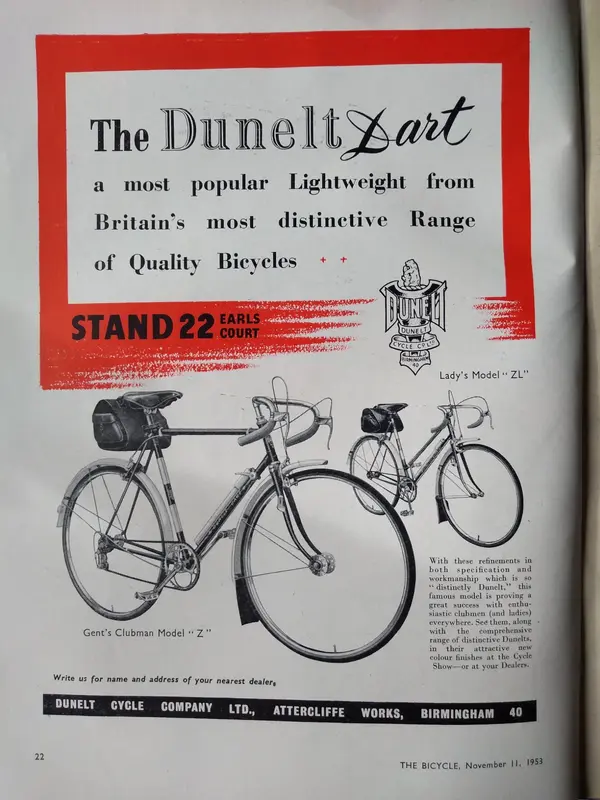 The Dunelt Dart
a most popular Lightweight from
Britain's most distinctive Range
of Quality Bicycles + +
STAND 22 EARLS
COURT
DUNELT
DUNELT
CYCLE CO LTD
BIRMINGHAM
40
Lady's Model "ZL"
Gent's Clubman Model "Z"
With these refinements in
both specification and
workmanship which is so
"distinctly Dunelt," this
famous model is proving a
great success with enthu-
siastic clubmen (and ladies)
everywhere. See them, along
with the comprehensive
range of distinctive Dunelts,
in their attractive new
colour finishes at the Cycle
Show—or at your Dealers.
Write us for name and address of your nearest dealer.
DUNELT CYCLE COMPANY LTD., ATTERCLIFFE WORKS, BIRMINGHAM 40
22
THE BICYCLE, November 11, 1953